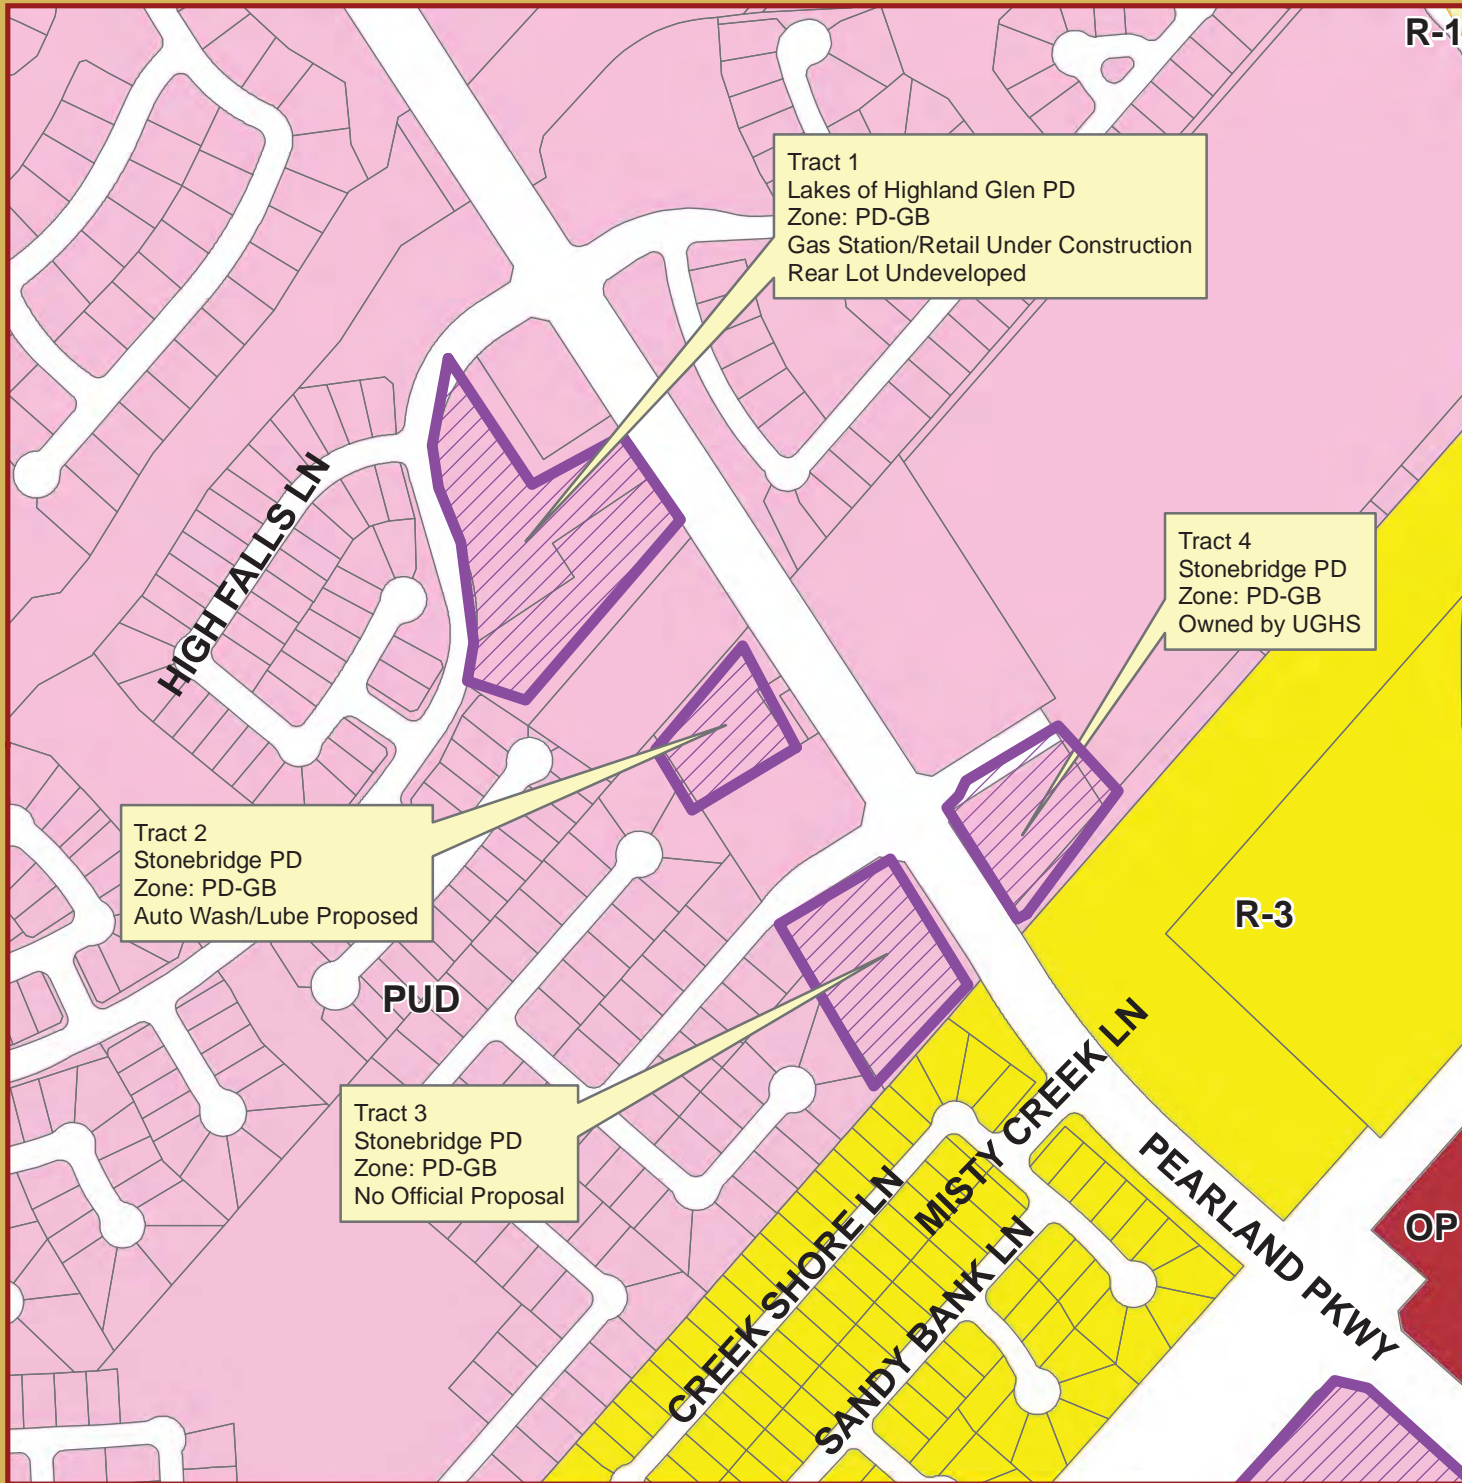 R-1
Tract 1
Lakes of Highland Glen PD
Zone: PD-GB
Gas Station/Retail Under Construction
Rear Lot Undeveloped
HIGH FALLS LN
Tract 4
Stonebridge PD
Zone: PD-GB
Owned by UGHS
Tract 2
Stonebridge PD
Zone: PD-GB
Auto Wash/Lube Proposed
R-3
PUD
Tract 3
Stonebridge PD
Zone: PD-GB
No Official Proposal
MISTY CREEK LN
PEARLAND PKWY
CREEK SHORE LN
SANDY BANK LN
OP